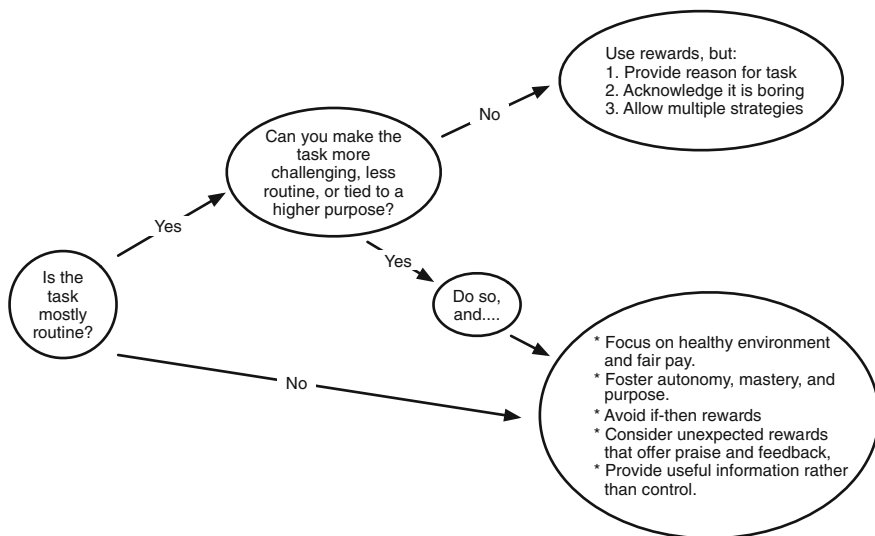 Use rewards, but:
1. Provide reason for task
2. Acknowledge it is boring
3. Allow multiple strategies
No
Can you make the
task more
challenging, less
routine, or tied to a
higher purpose?
Yes
Yes
Is the
task
mostly
routine?
Do so,
and....
No
* Focus on healthy environment
and fair pay.
* Foster autonomy, mastery, and
purpose.
* Avoid if-then rewards
* Consider unexpected rewards
that offer praise and feedback,
* Provide useful information rather
than control.